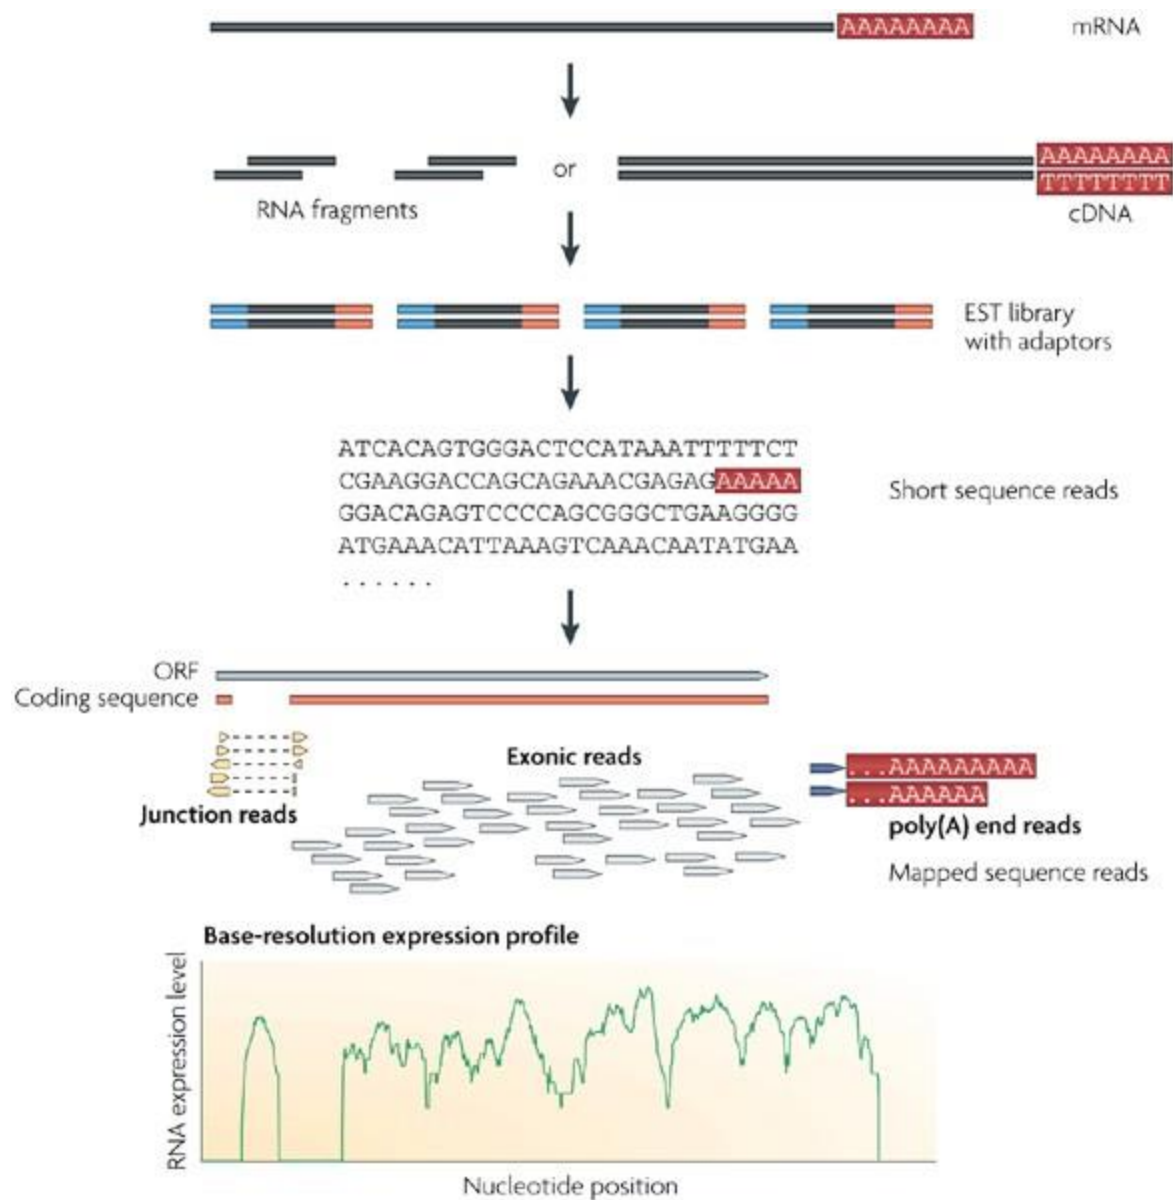 AAAAAAAA mRNA
AAAAAAAA
or
TTTTTTTT
RNA fragments
cDNA
EST library
with adaptors
ATCACAGTGGGACTCCATAAATTTTTCT
CGAAGGACCAGCAGAAACGAGAGAAAAA
Short sequence reads
GGACAGAGTCCCCAGCGGGCTGAAGGGG
ATGAAACATTAAAGTCAAACAATATGAA
. . . . . .
ORF
Coding sequence
Exonic reads
...AAAAAAAAA
...AAAAAA
Junction reads
poly(A) end reads
Mapped sequence reads
Base-resolution expression profile
RNA expression level
Nucleotide position